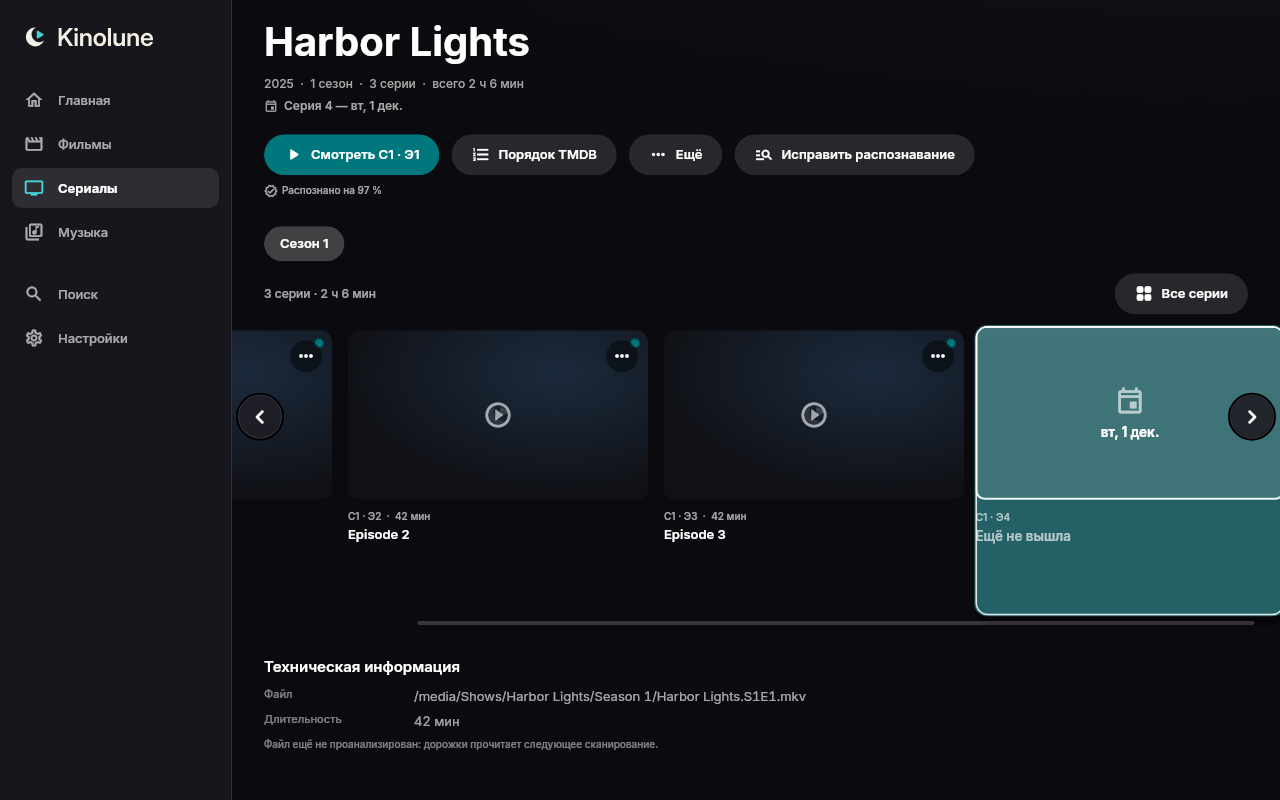 Kinolune
Главная
Фильмы
Сериалы
Музыка
Поиск
Настройки
Harbor Lights
2025 · 1 сезон · 3 серии · всего 2 ч 6 мин
Серия 4 — вт, 1 дек.
Смотреть С1 · Э1
Порядок TMDB
Ещё
Исправить распознавание
Распознано на 97 %
Сезон 1
3 серии · 2 ч 6 мин
Все серии
С1 · Э2 · 42 мин
Episode 2
С1 · Э3 · 42 мин
Episode 3
вт, 1 дек.
С1 · Э4
Ещё не вышла
Техническая информация
Файл /media/Shows/Harbor Lights/Season 1/Harbor Lights.S1E1.mkv
Длительность 42 мин
Файл ещё не проанализирован: дорожки прочитает следующее сканирование.